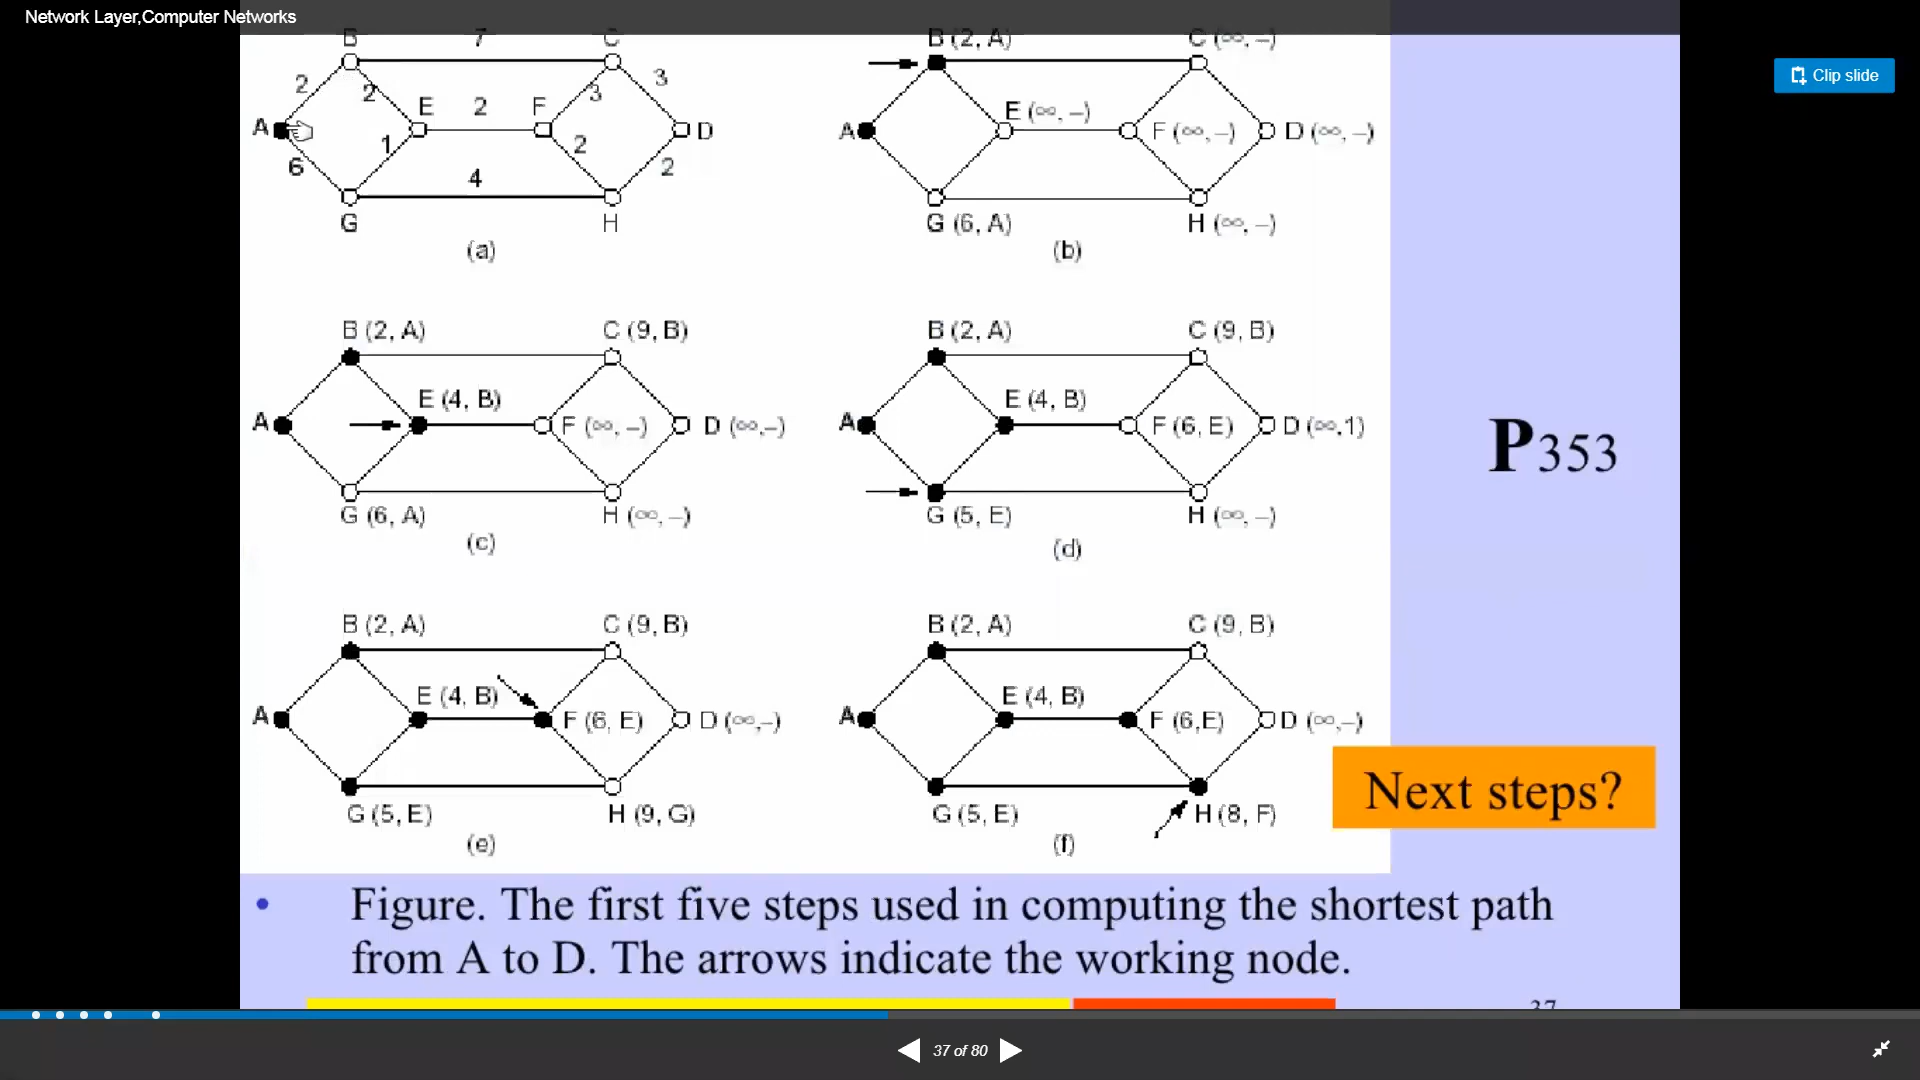 Network Layer,Computer Networks
Clip slide
B 7 C
2 2 3 3
A E 2 F D
6 1 2 2
4
G H
(a)
B (2, A) C (∞, –)
E (∞, –)
A F (∞, –) D (∞, –)
G (6, A) H (∞, –)
(b)
B (2, A) C (9, B)
E (4, B)
A F (∞, –) D (∞,–)
G (6, A) H (∞, –)
(c)
B (2, A) C (9, B)
E (4, B)
A F (6, E) D (∞,1)
G (5, E) H (∞, –)
(d)
P353
B (2, A) C (9, B)
E (4, B)
A F (6, E) D (∞,–)
G (5, E) H (9, G)
(e)
B (2, A) C (9, B)
E (4, B)
A F (6,E) D (∞,–)
G (5, E) H (8, F)
(f)
Next steps?
• Figure. The first five steps used in computing the shortest path
from A to D. The arrows indicate the working node.
37
37 of 80